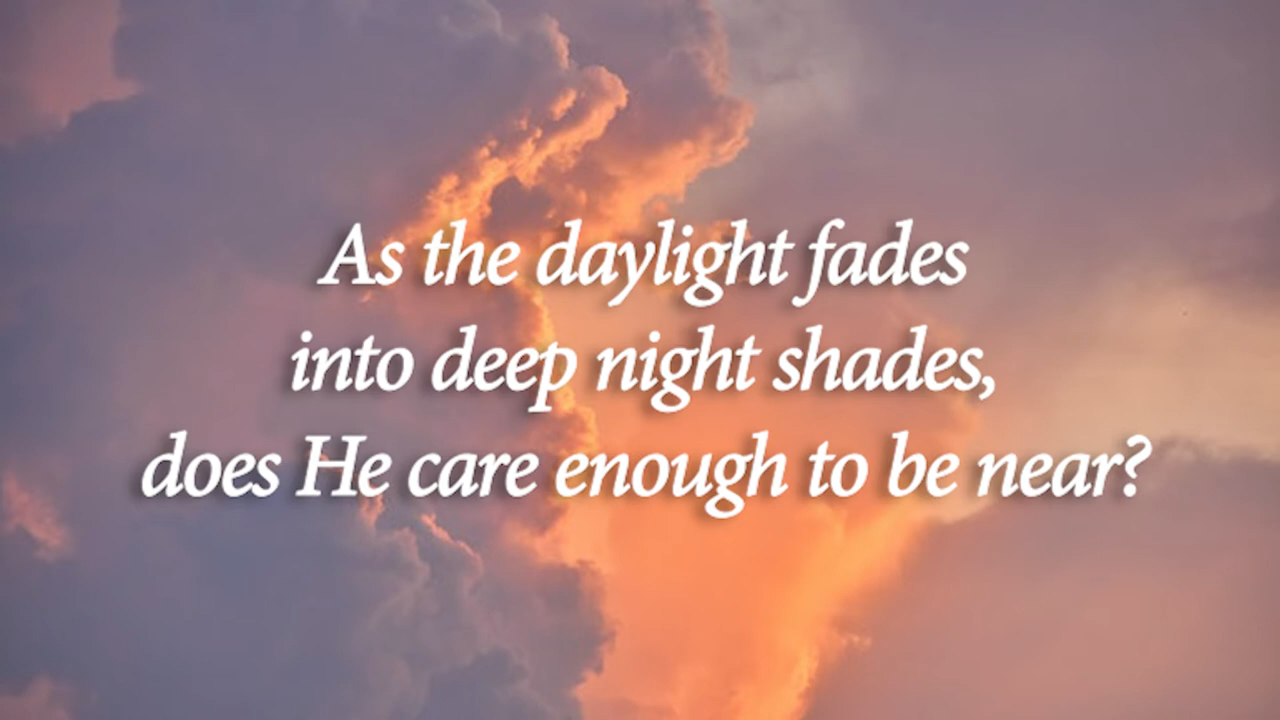 As the daylight fades
into deep night shades,
does He care enough to be near?